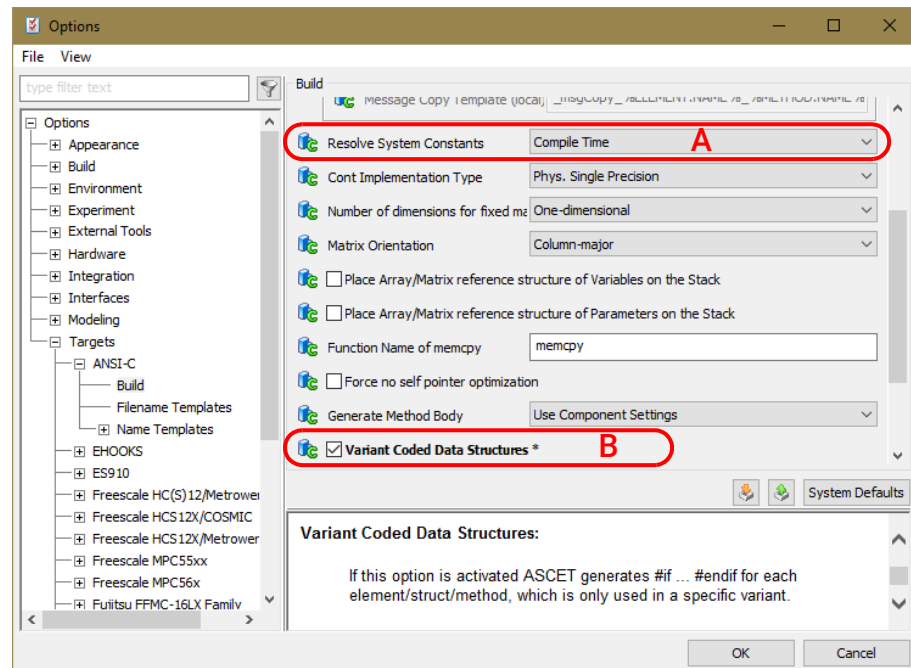 Options
File View
type filter text
Build
Message Copy Template (local) _msgCopy_%ELEMENT.NAME%_%METHOD.NAME%
Options
Appearance
Build
Environment
Experiment
External Tools
Hardware
Integration
Interfaces
Modeling
Targets
ANSI-C
Build
Filename Templates
Name Templates
EHOOKS
ES910
Freescale HC(S)12/Metrower
Freescale HCS12X/COSMIC
Freescale HCS12X/Metrower
Freescale MPC55xx
Freescale MPC56x
Fujitsu FFMC-16LX Family
Resolve System Constants Compile Time A
Cont Implementation Type Phys. Single Precision
Number of dimensions for fixed ma One-dimensional
Matrix Orientation Column-major
Place Array/Matrix reference structure of Variables on the Stack
Place Array/Matrix reference structure of Parameters on the Stack
Function Name of memcpy memcpy
Force no self pointer optimization
Generate Method Body Use Component Settings
Variant Coded Data Structures * B
System Defaults
Variant Coded Data Structures:
If this option is activated ASCET generates #if ... #endif for each
element/struct/method, which is only used in a specific variant.
OK Cancel